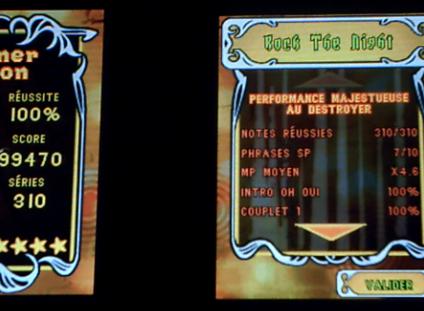 ner
on
RÉUSSITE
100%
SCORE
99470
SÉRIES
310
Rock The Night
PERFORMANCE MAJESTUEUSE
AU DESTROYER
NOTES RÉUSSIES 310/310
PHRASES SP 7/10
MP MOYEN X4.6
INTRO OH OUI 100%
COUPLET 1 100%
VALIDER